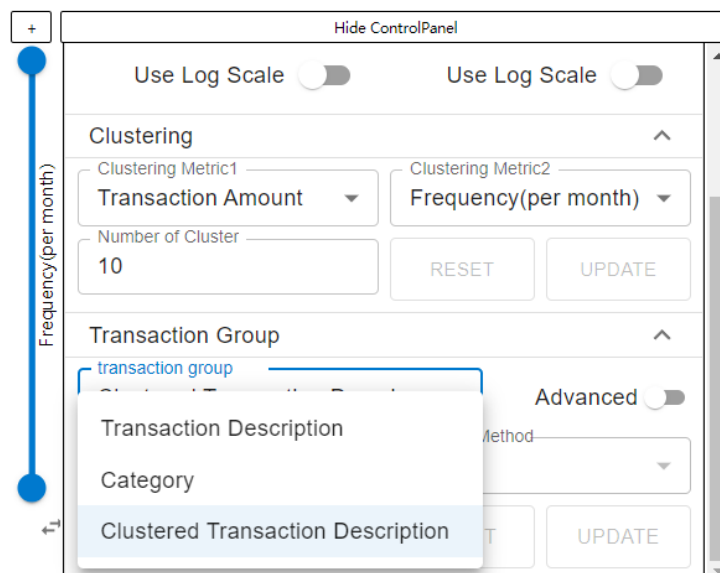 +
Hide ControlPanel
Use Log Scale
Use Log Scale
Clustering
Clustering Metric1
Transaction Amount
Clustering Metric2
Frequency(per month)
Number of Cluster
10
RESET
UPDATE
Frequency(per month)
Transaction Group
transaction group
Advanced
Method
Transaction Description
Category
Clustered Transaction Description
T
UPDATE